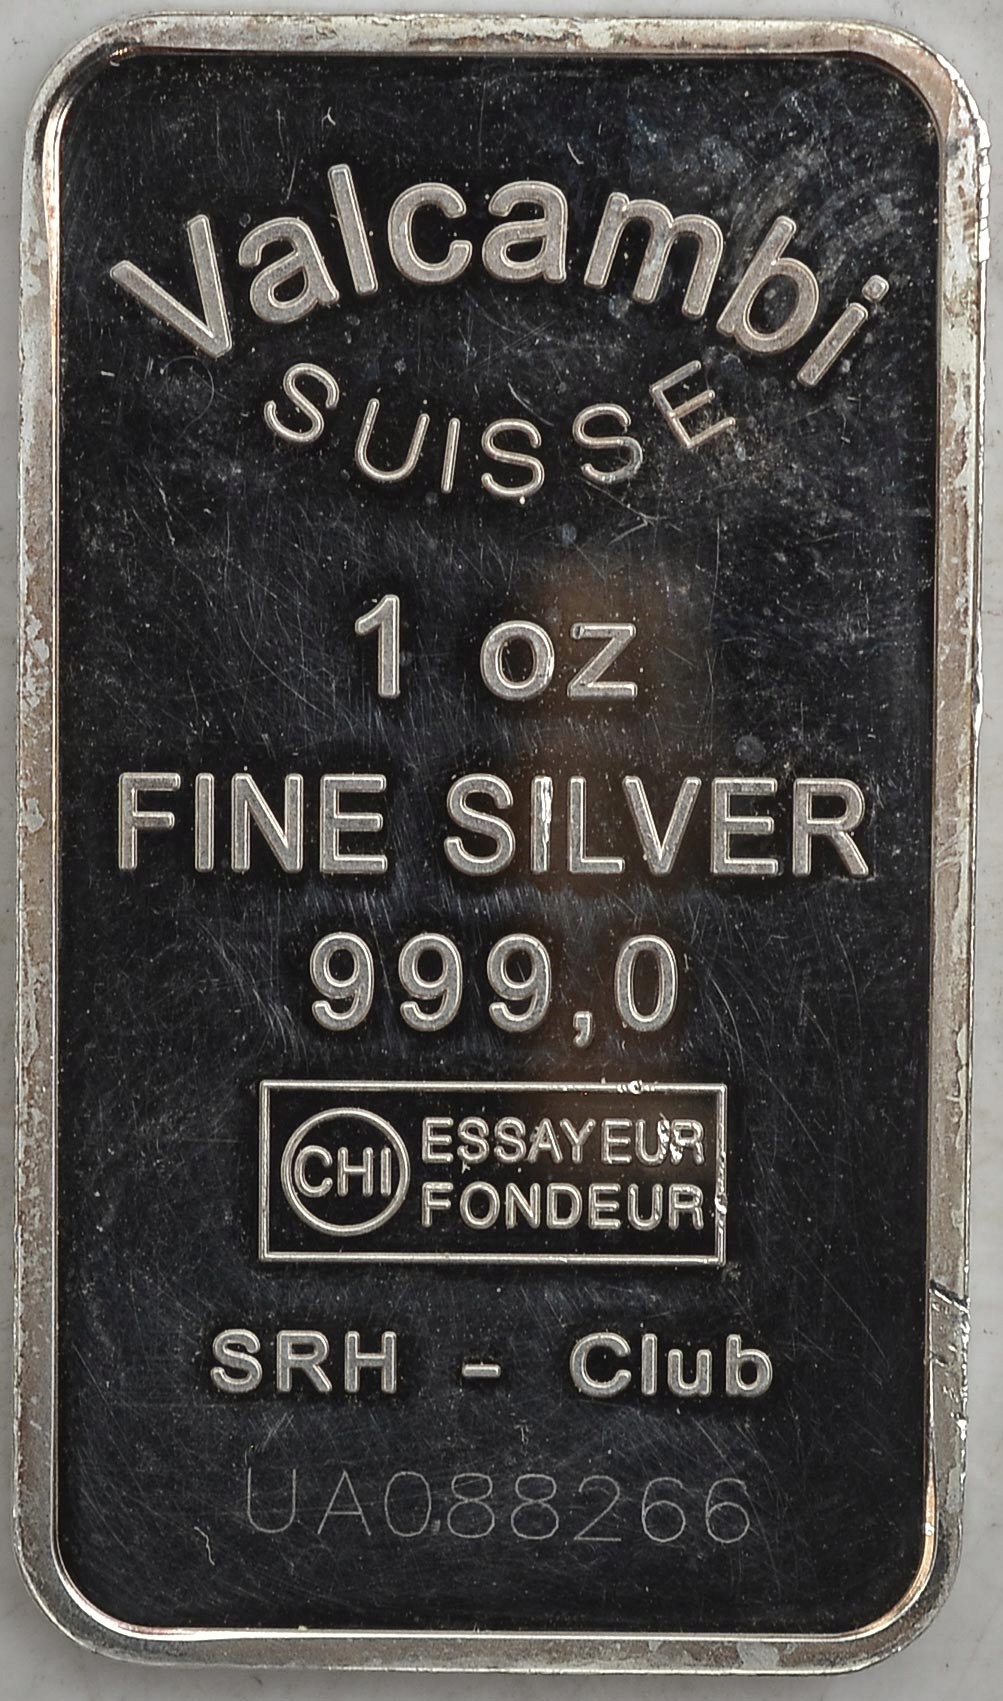 Valcambi
SUISSE
1 oz
FINE SILVER
999,0
CHI ESSAYEUR
FONDEUR
SRH - Club
UA088266